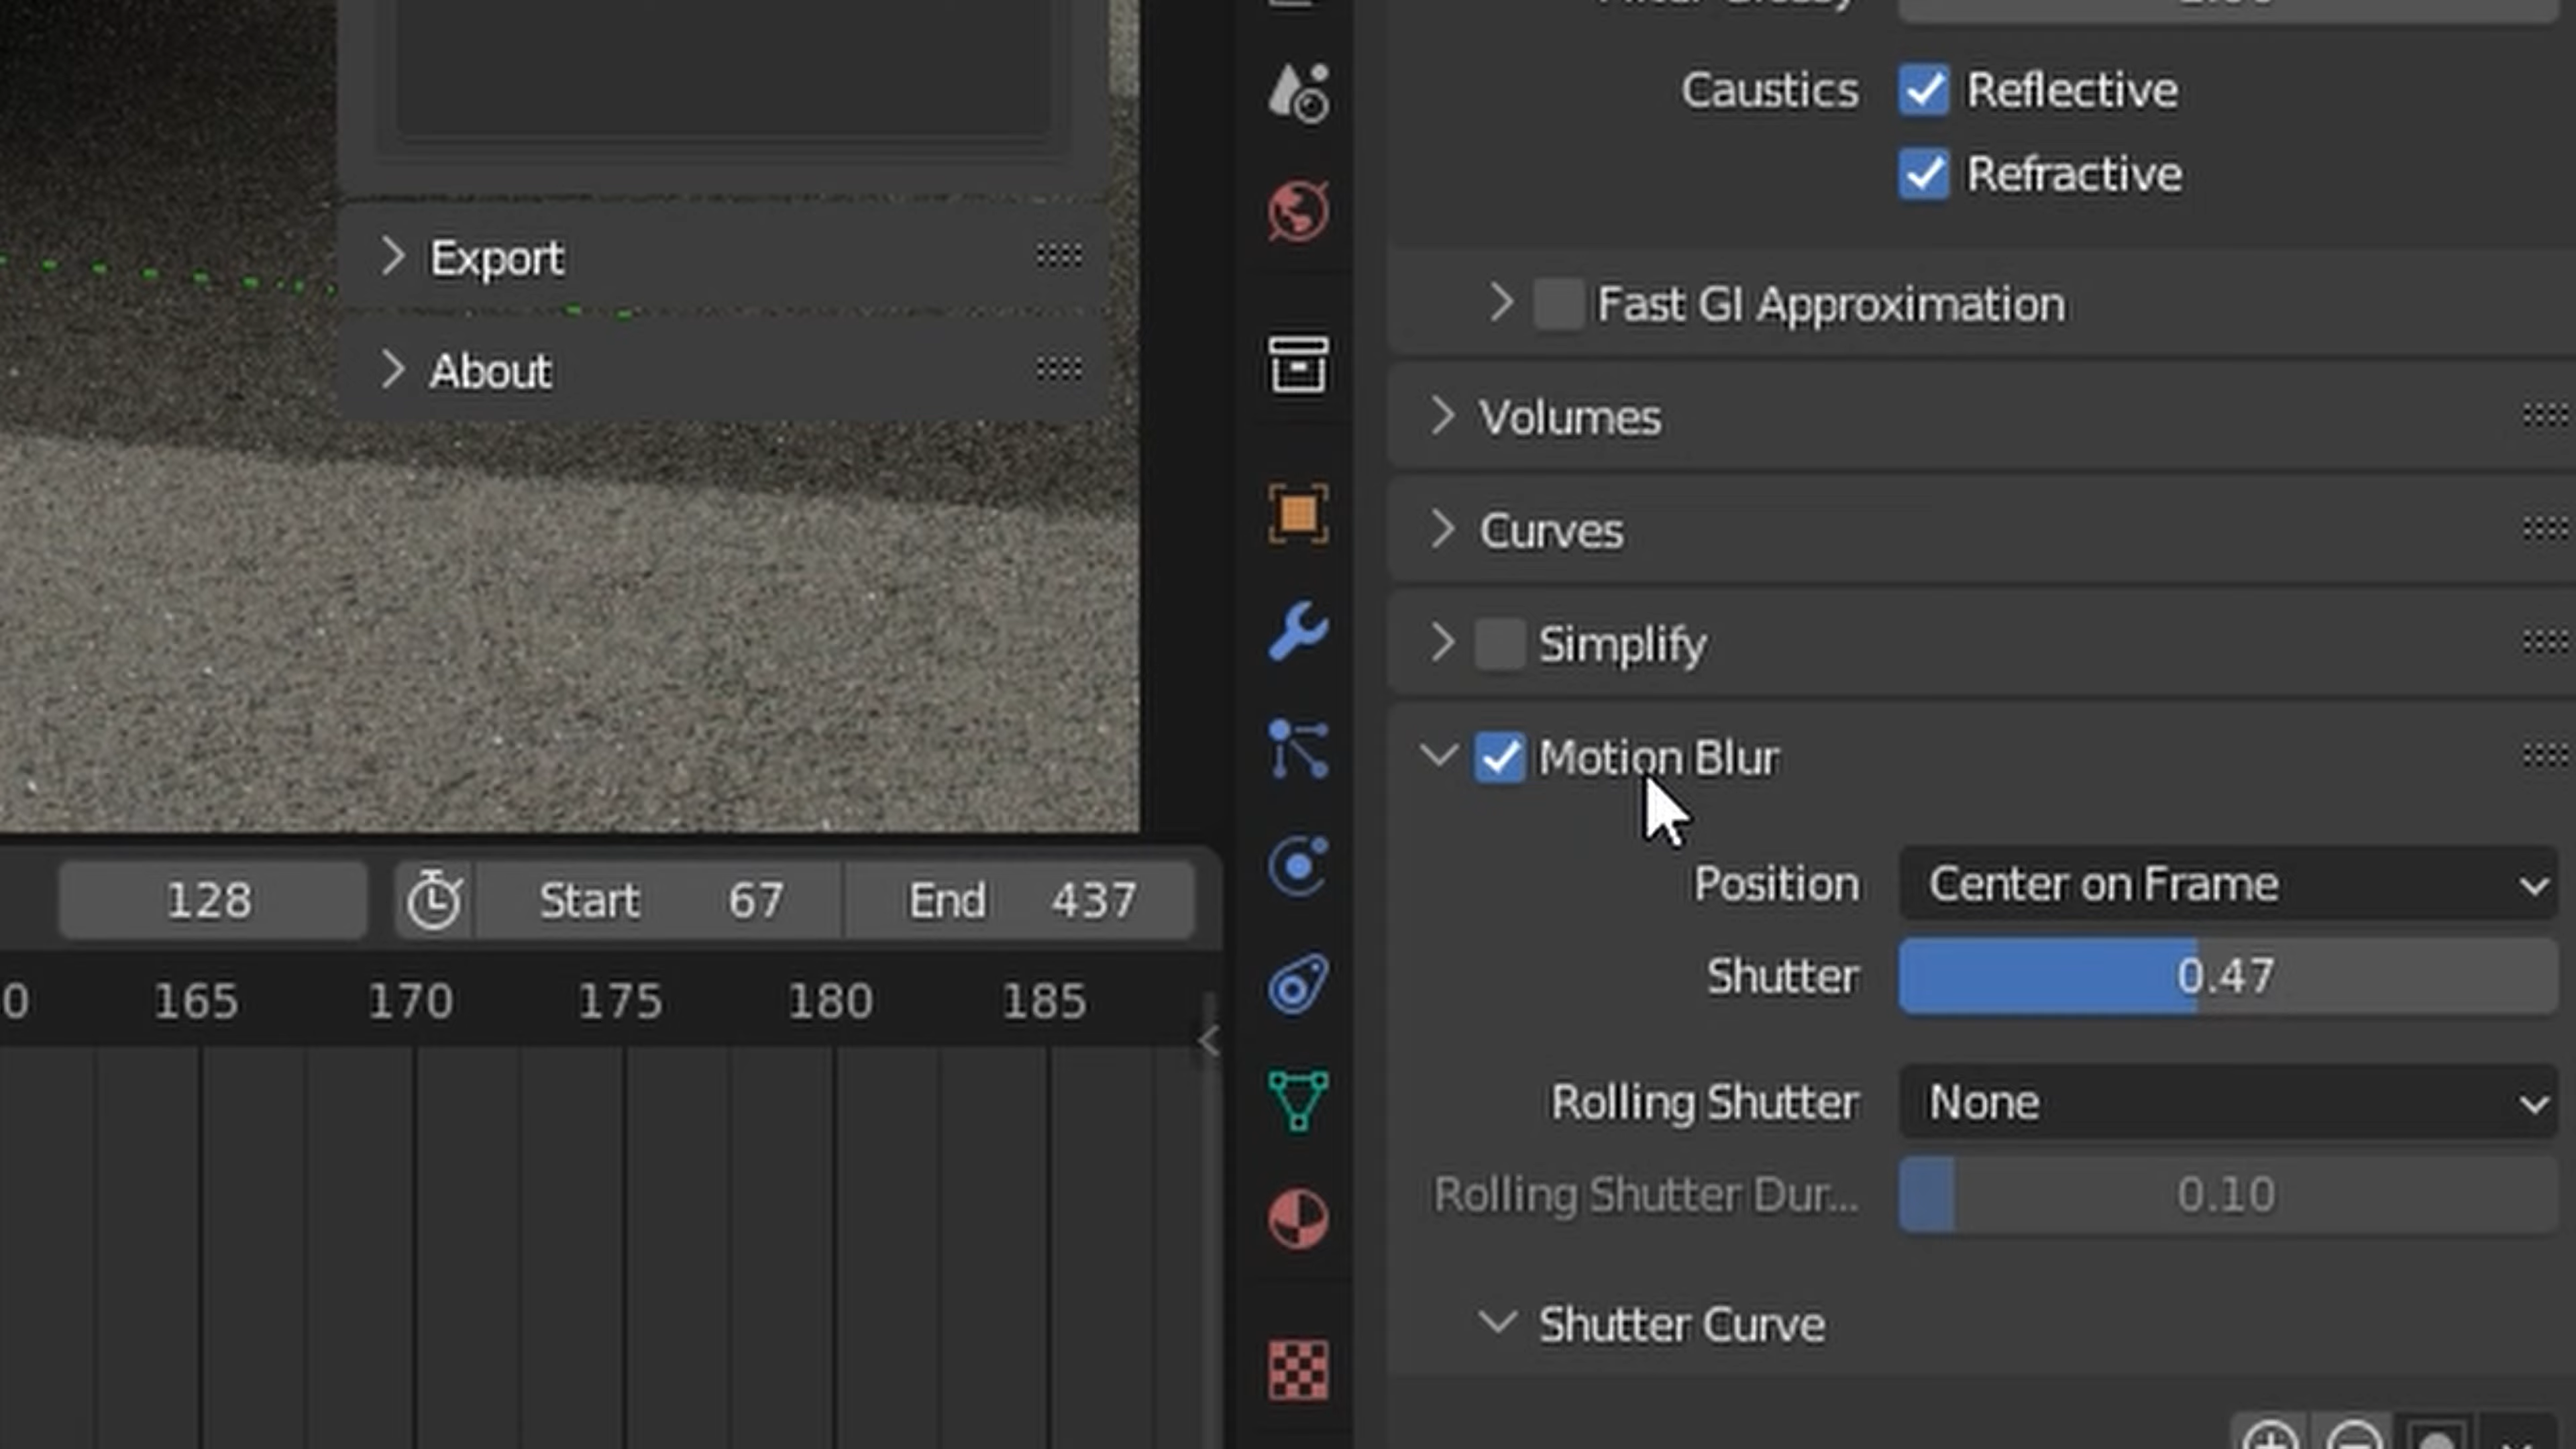 Caustics Reflective
Refractive
Export
Fast GI Approximation
About
Volumes
Curves
Simplify
Motion Blur
Position Center on Frame
128 Start 67 End 437
Shutter 0.47
165 170 175 180 185
Rolling Shutter None
Rolling Shutter Dur... 0.10
Shutter Curve